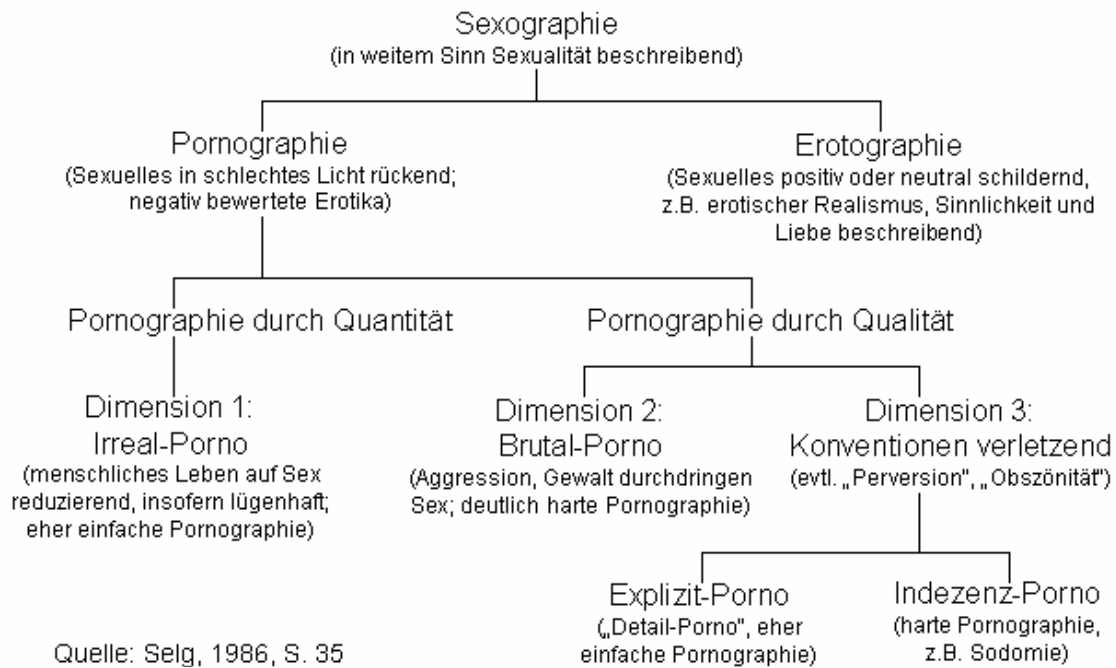 Sexographie
(in weitem Sinn Sexualität beschreibend)
Pornographie
(Sexuelles in schlechtes Licht rückend;
negativ bewertete Erotika)
Erotographie
(Sexuelles positiv oder neutral schildernd,
z.B. erotischer Realismus, Sinnlichkeit und
Liebe beschreibend)
Pornographie durch Quantität
Pornographie durch Qualität
Dimension 1:
Irreal-Porno
(menschliches Leben auf Sex
reduzierend, insofern lügenhaft;
eher einfache Pornographie)
Dimension 2:
Brutal-Porno
(Aggression, Gewalt durchdringen
Sex; deutlich harte Pornographie)
Dimension 3:
Konventionen verletzend
(evtl. „Perversion", „Obszönität")
Explizit-Porno
(„Detail-Porno", eher
einfache Pornographie)
Indezenz-Porno
(harte Pornographie,
z.B. Sodomie)
Quelle: Selg, 1986, S. 35